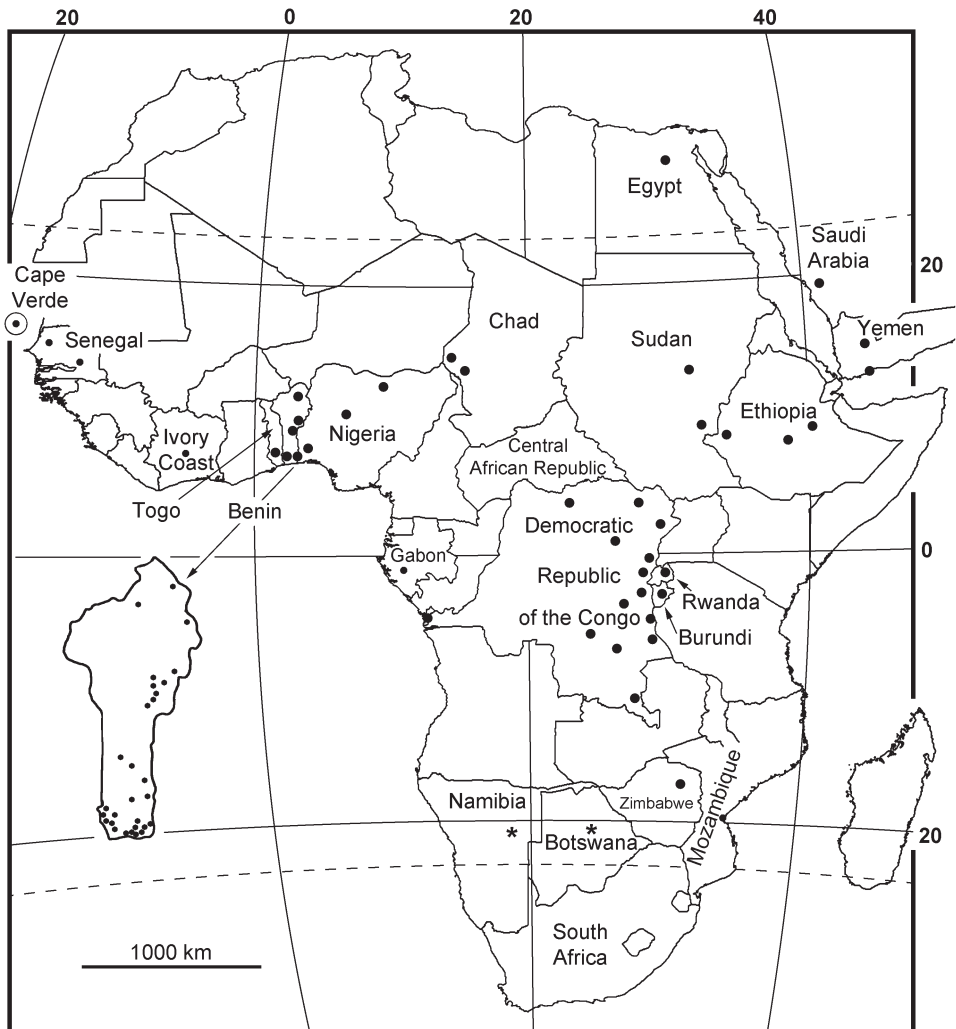 20 0 20 40
Egypt
Saudi
Arabia
20
Cape
Verde
Chad
Senegal
Sudan
Yemen
Ethiopia
Nigeria
Ivory
Coast
Central
African Republic
Togo
Benin
Democratic
0
Gabon
Republic
Rwanda
of the Congo
Burundi
Mozambique
Namibia
Zimbabwe
* *
Botswana
20
South
Africa
1000 km